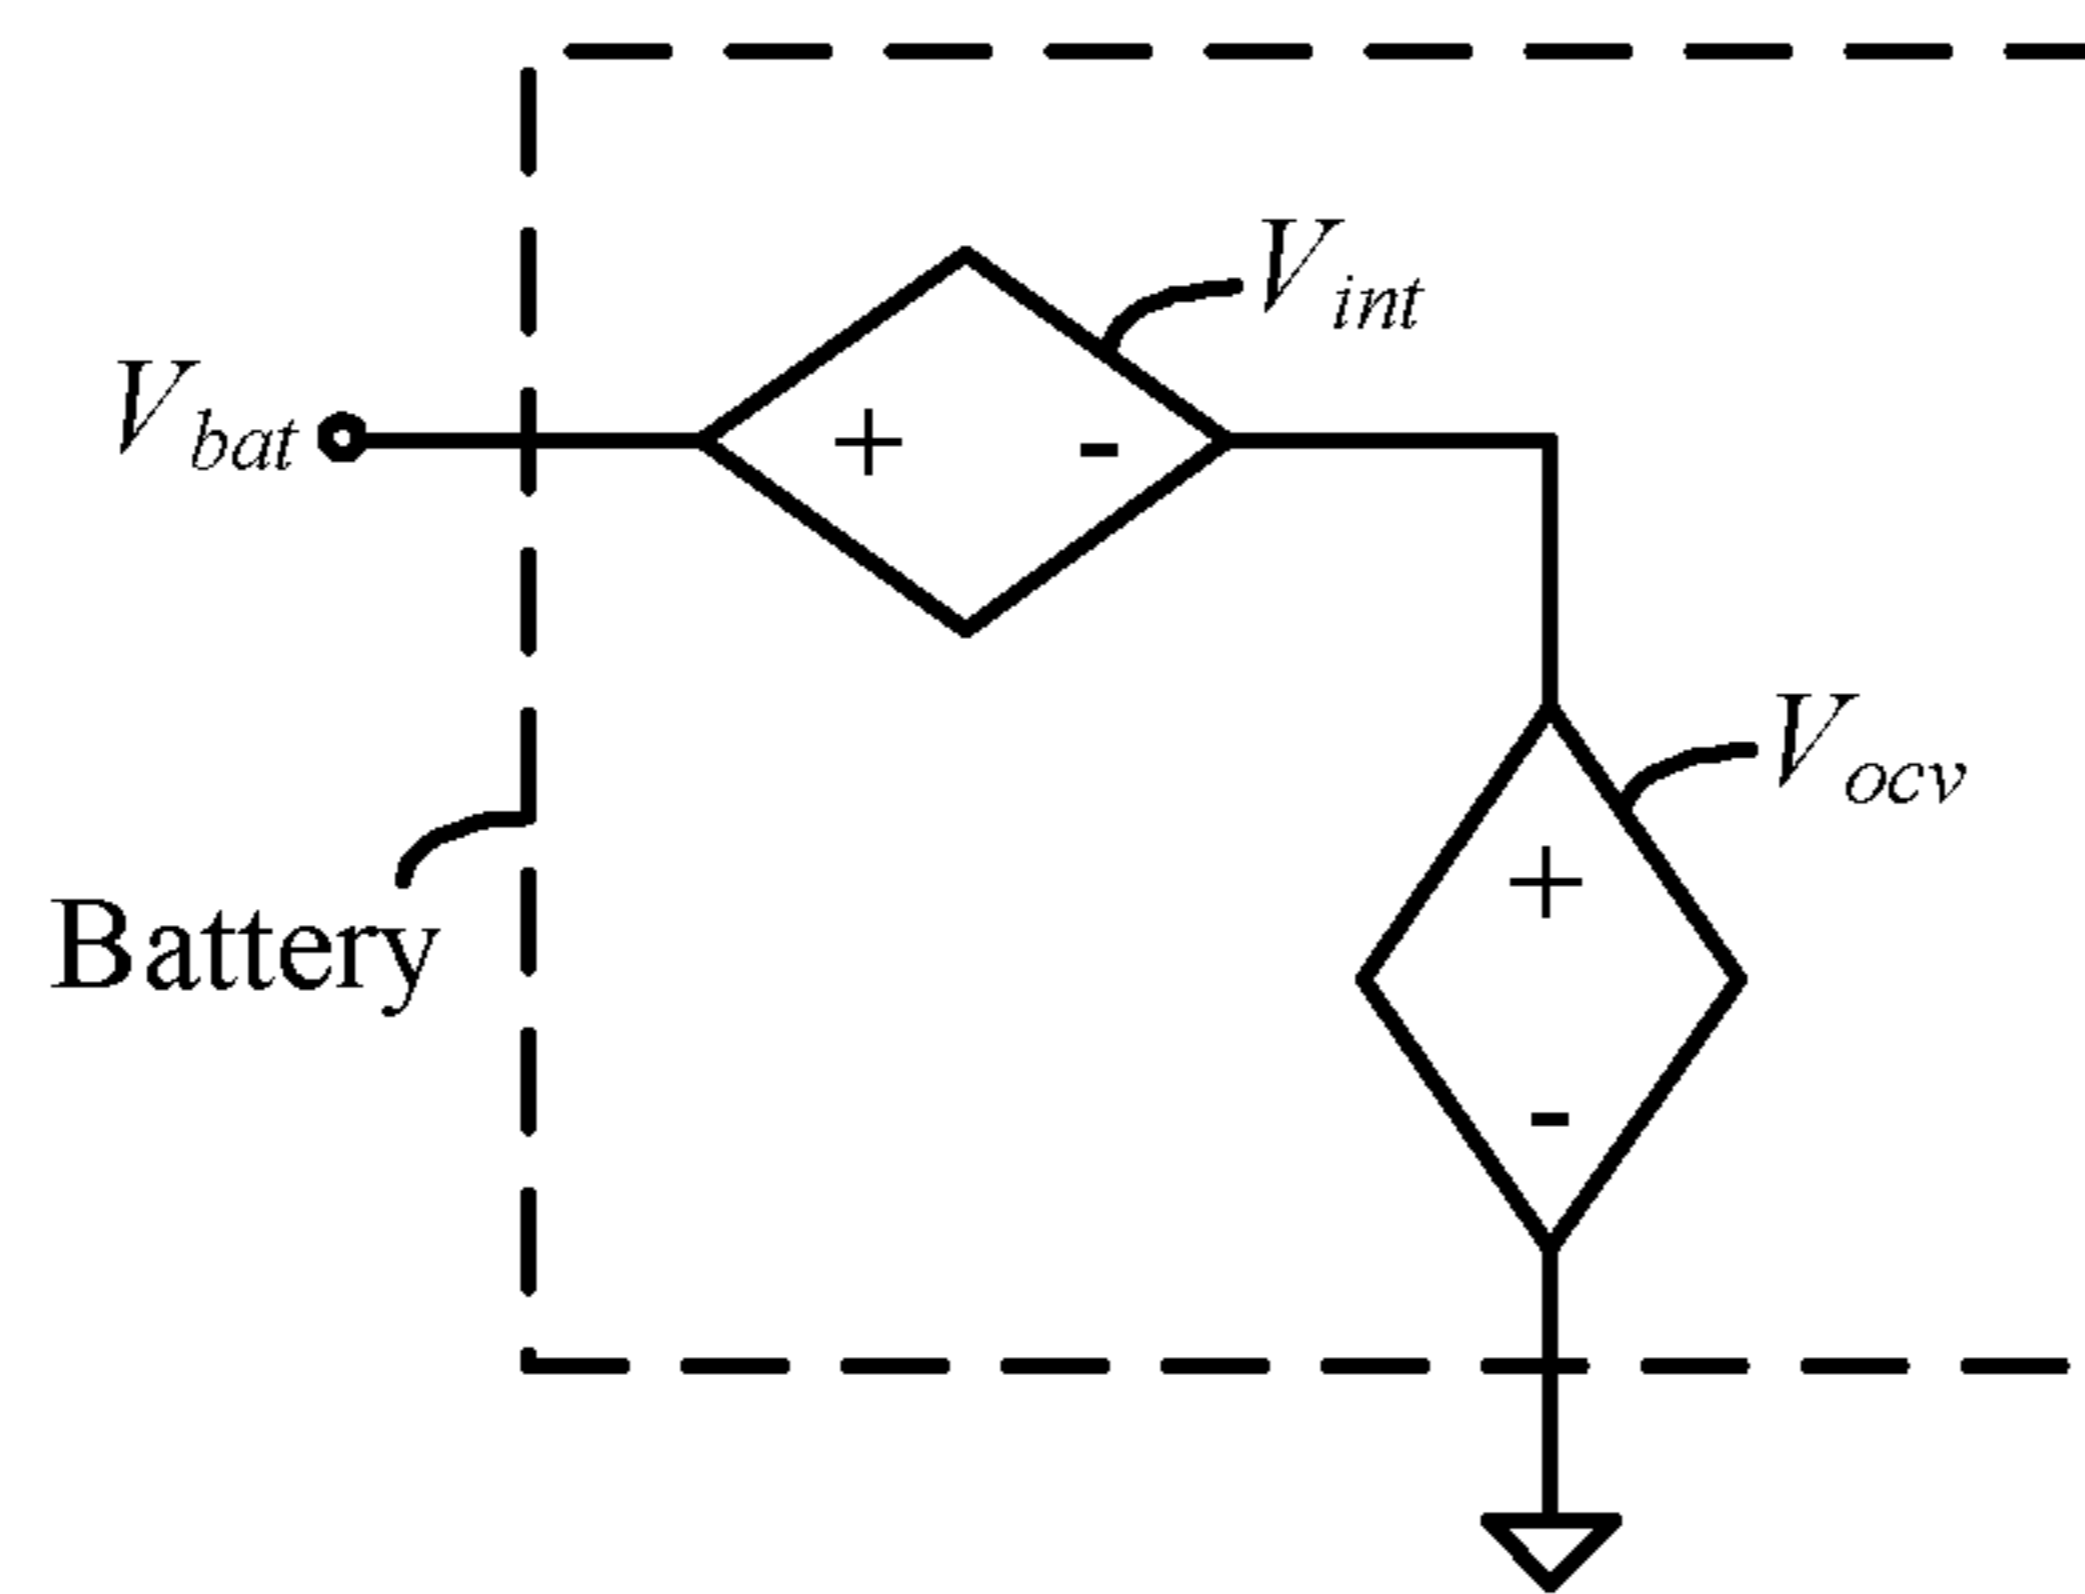 V_int
V_bat
+ -
V_ocv
+
Battery
-